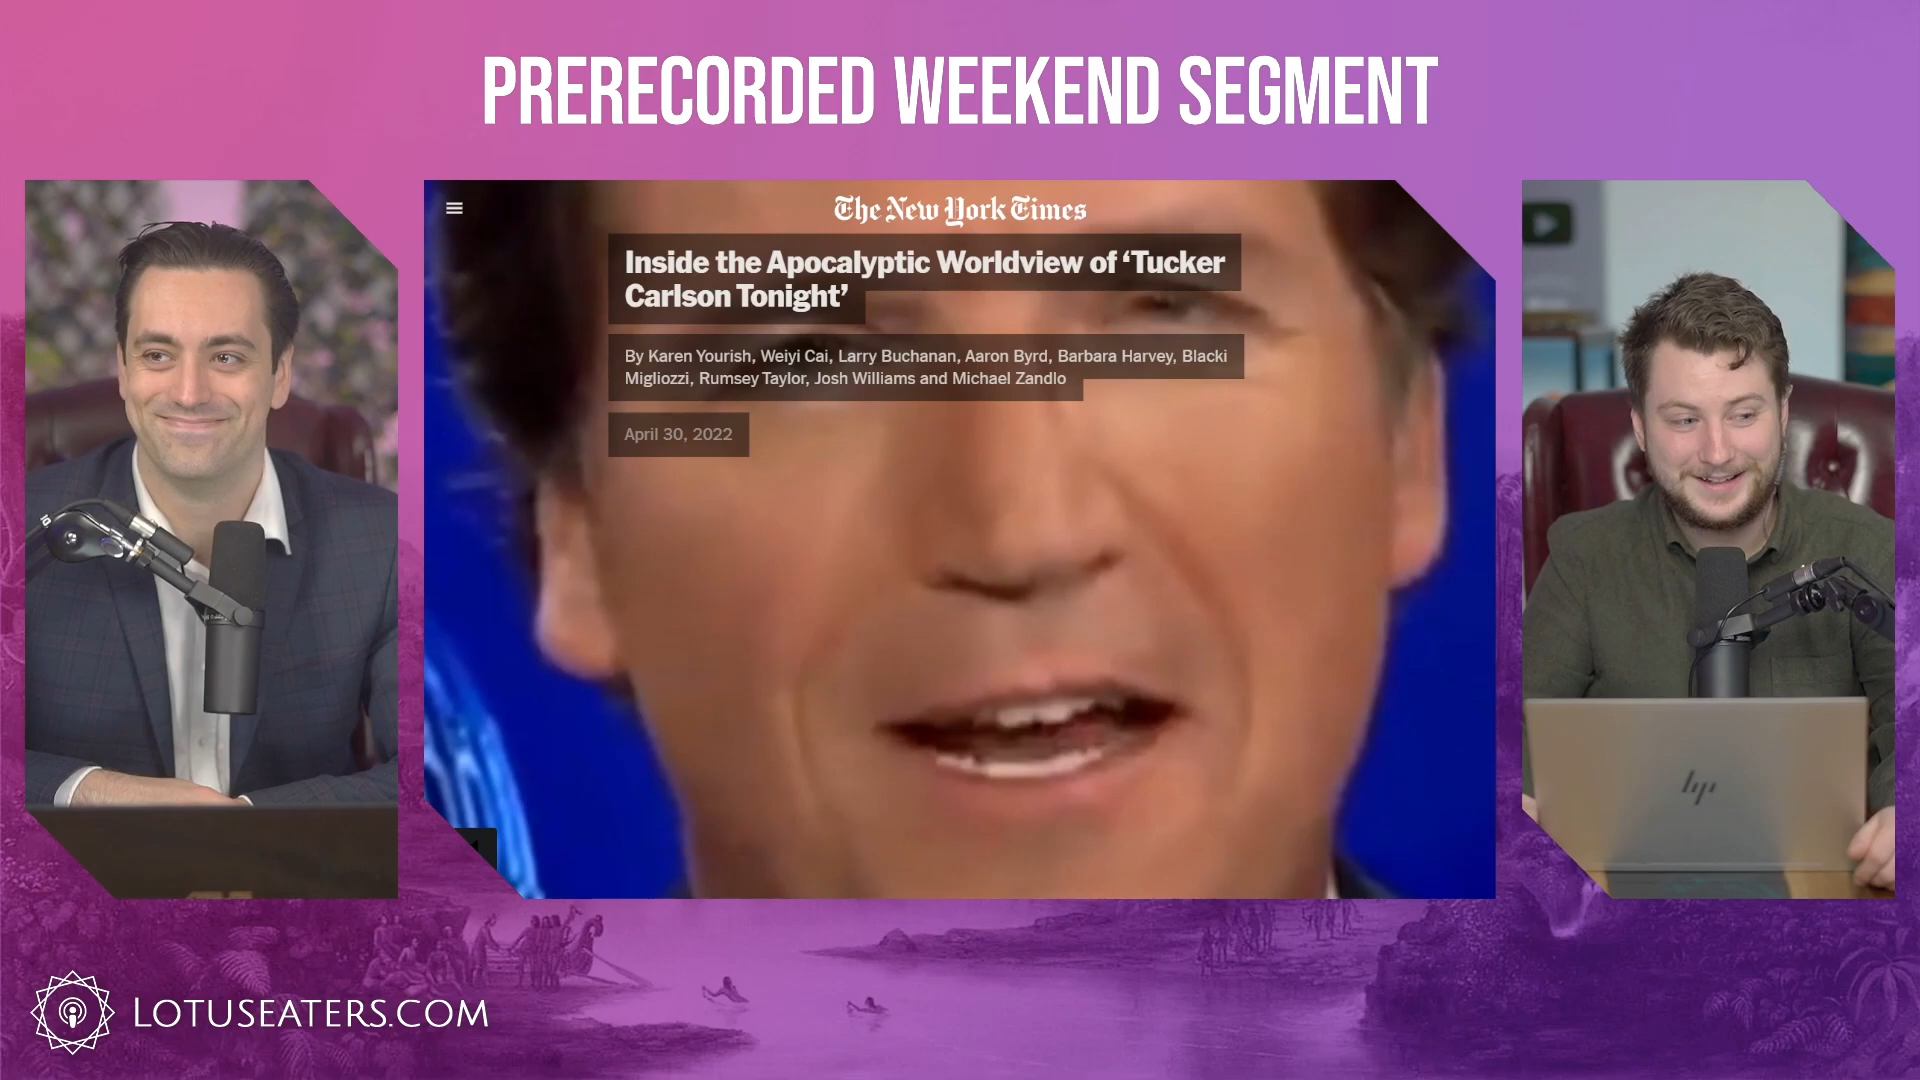 PRERECORDED WEEKEND SEGMENT
The New York Times
Inside the Apocalyptic Worldview of ‘Tucker
Carlson Tonight’
By Karen Yourish, Weiyi Cai, Larry Buchanan, Aaron Byrd, Barbara Harvey, Blacki
Migliozzi, Rumsey Taylor, Josh Williams and Michael Zandlo
April 30, 2022
hp
LOTUSEATERS.COM